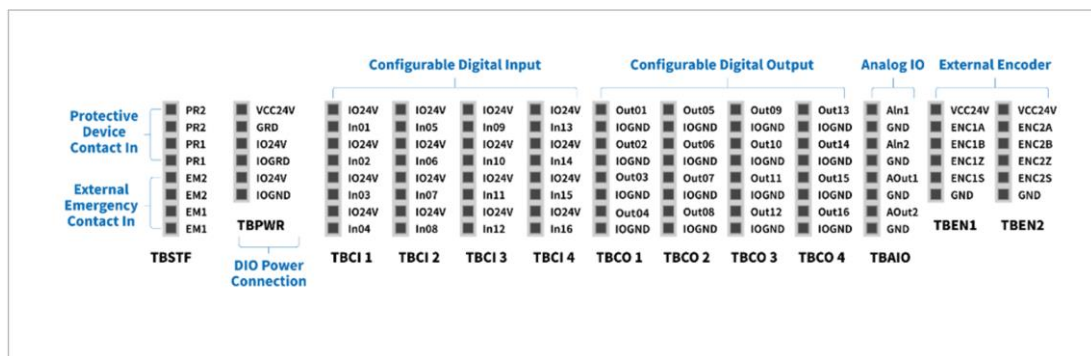 Configurable Digital Input
Configurable Digital Output
Analog IO
External Encoder
Protective
Device
Contact In
External
Emergency
Contact In
PR2
PR2
PR1
PR1
EM2
EM2
EM1
EM1
TBSTF
VCC24V
GRD
IO24V
IOGRD
IO24V
IOGND
TBPWR
DIO Power
Connection
IO24V
In01
IO24V
In02
IO24V
In03
IO24V
In04
TBCI 1
IO24V
In05
IO24V
In06
IO24V
In07
IO24V
In08
TBCI 2
IO24V
In09
IO24V
In10
IO24V
In11
IO24V
In12
TBCI 3
IO24V
In13
IO24V
In14
IO24V
In15
IO24V
In16
TBCI 4
Out01
IOGND
Out02
IOGND
Out03
IOGND
Out04
IOGND
TBCO 1
Out05
IOGND
Out06
IOGND
Out07
IOGND
Out08
IOGND
TBCO 2
Out09
IOGND
Out10
IOGND
Out11
IOGND
Out12
IOGND
TBCO 3
Out13
IOGND
Out14
IOGND
Out15
IOGND
Out16
IOGND
TBCO 4
AIn1
GND
AIn2
GND
AOut1
GND
AOut2
GND
TBAIO
VCC24V
ENC1A
ENC1B
ENC1Z
ENC1S
GND
TBEN1
VCC24V
ENC2A
ENC2B
ENC2Z
ENC2S
GND
TBEN2